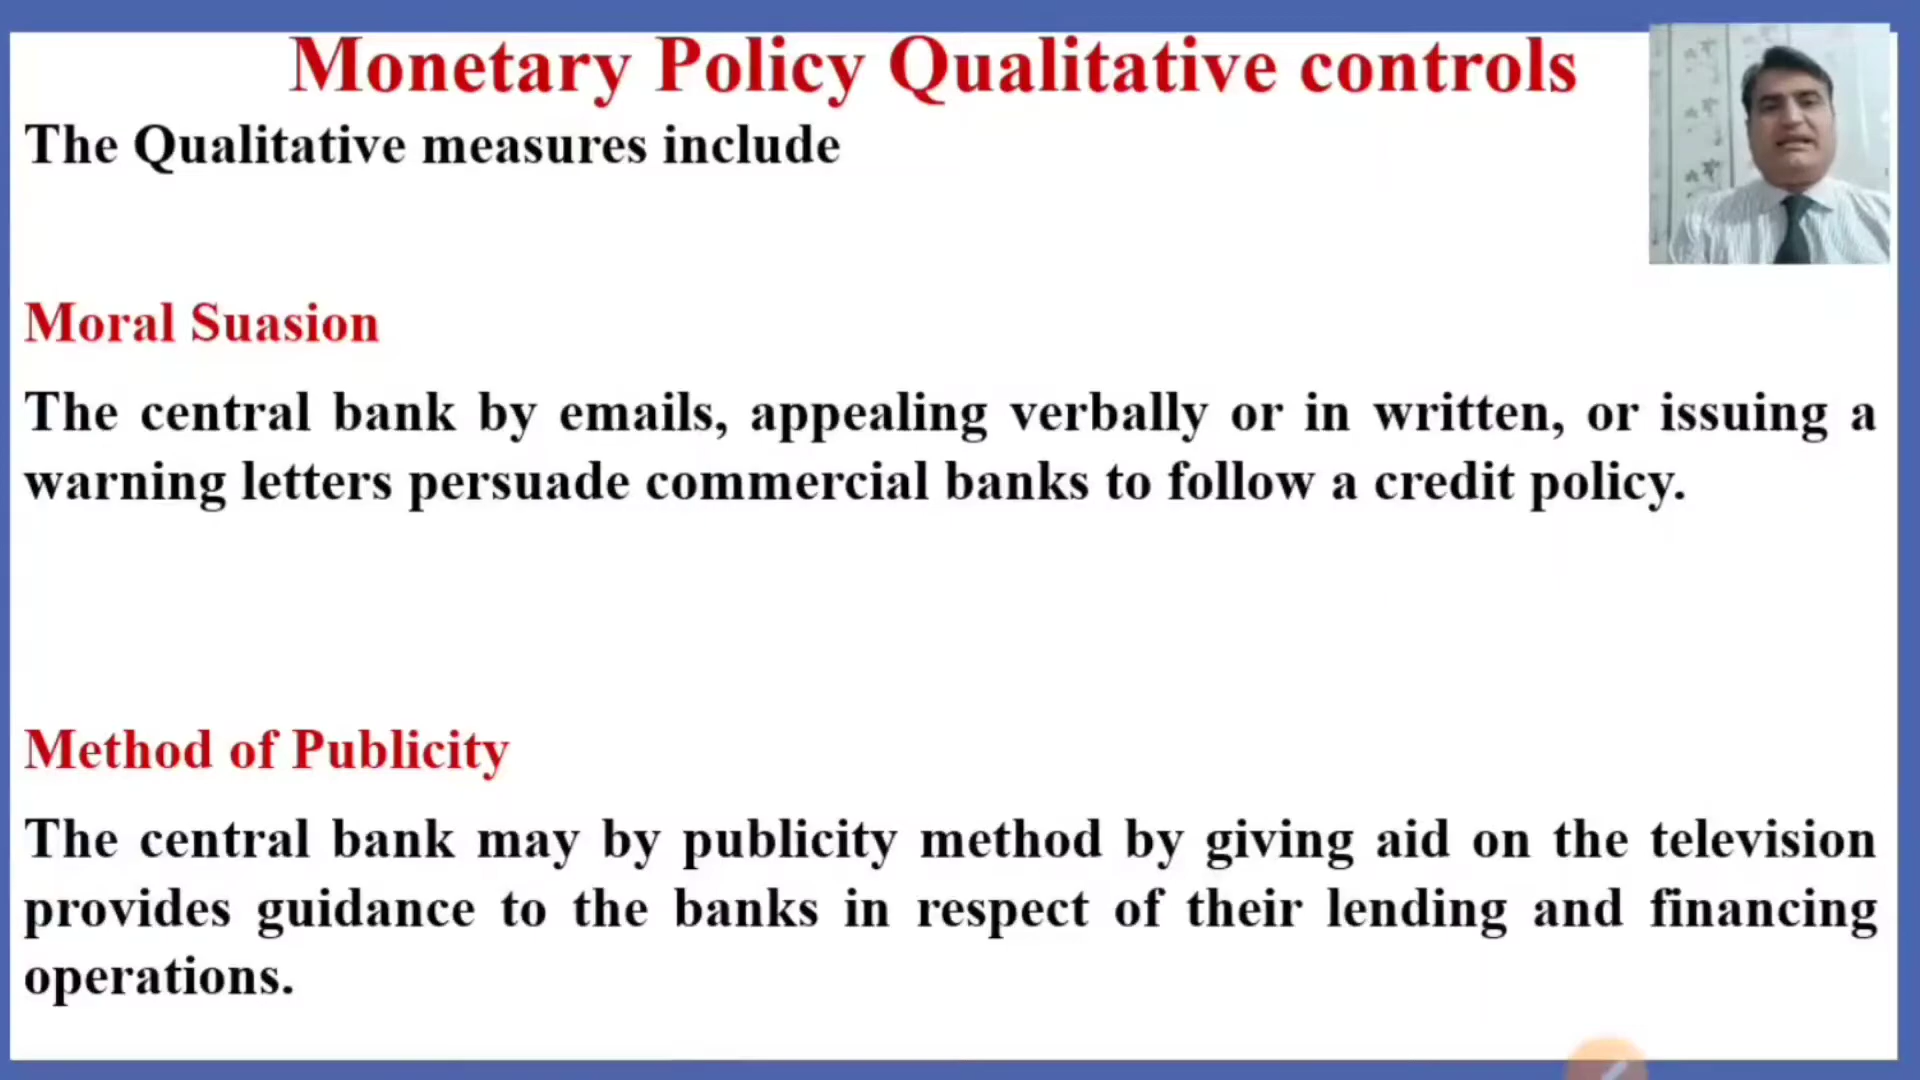 Monetary Policy Qualitative controls
The Qualitative measures include
Moral Suasion
The central bank by emails, appealing verbally or in written, or issuing a
warning letters persuade commercial banks to follow a credit policy.
Method of Publicity
The central bank may by publicity method by giving aid on the television
provides guidance to the banks in respect of their lending and financing
operations.